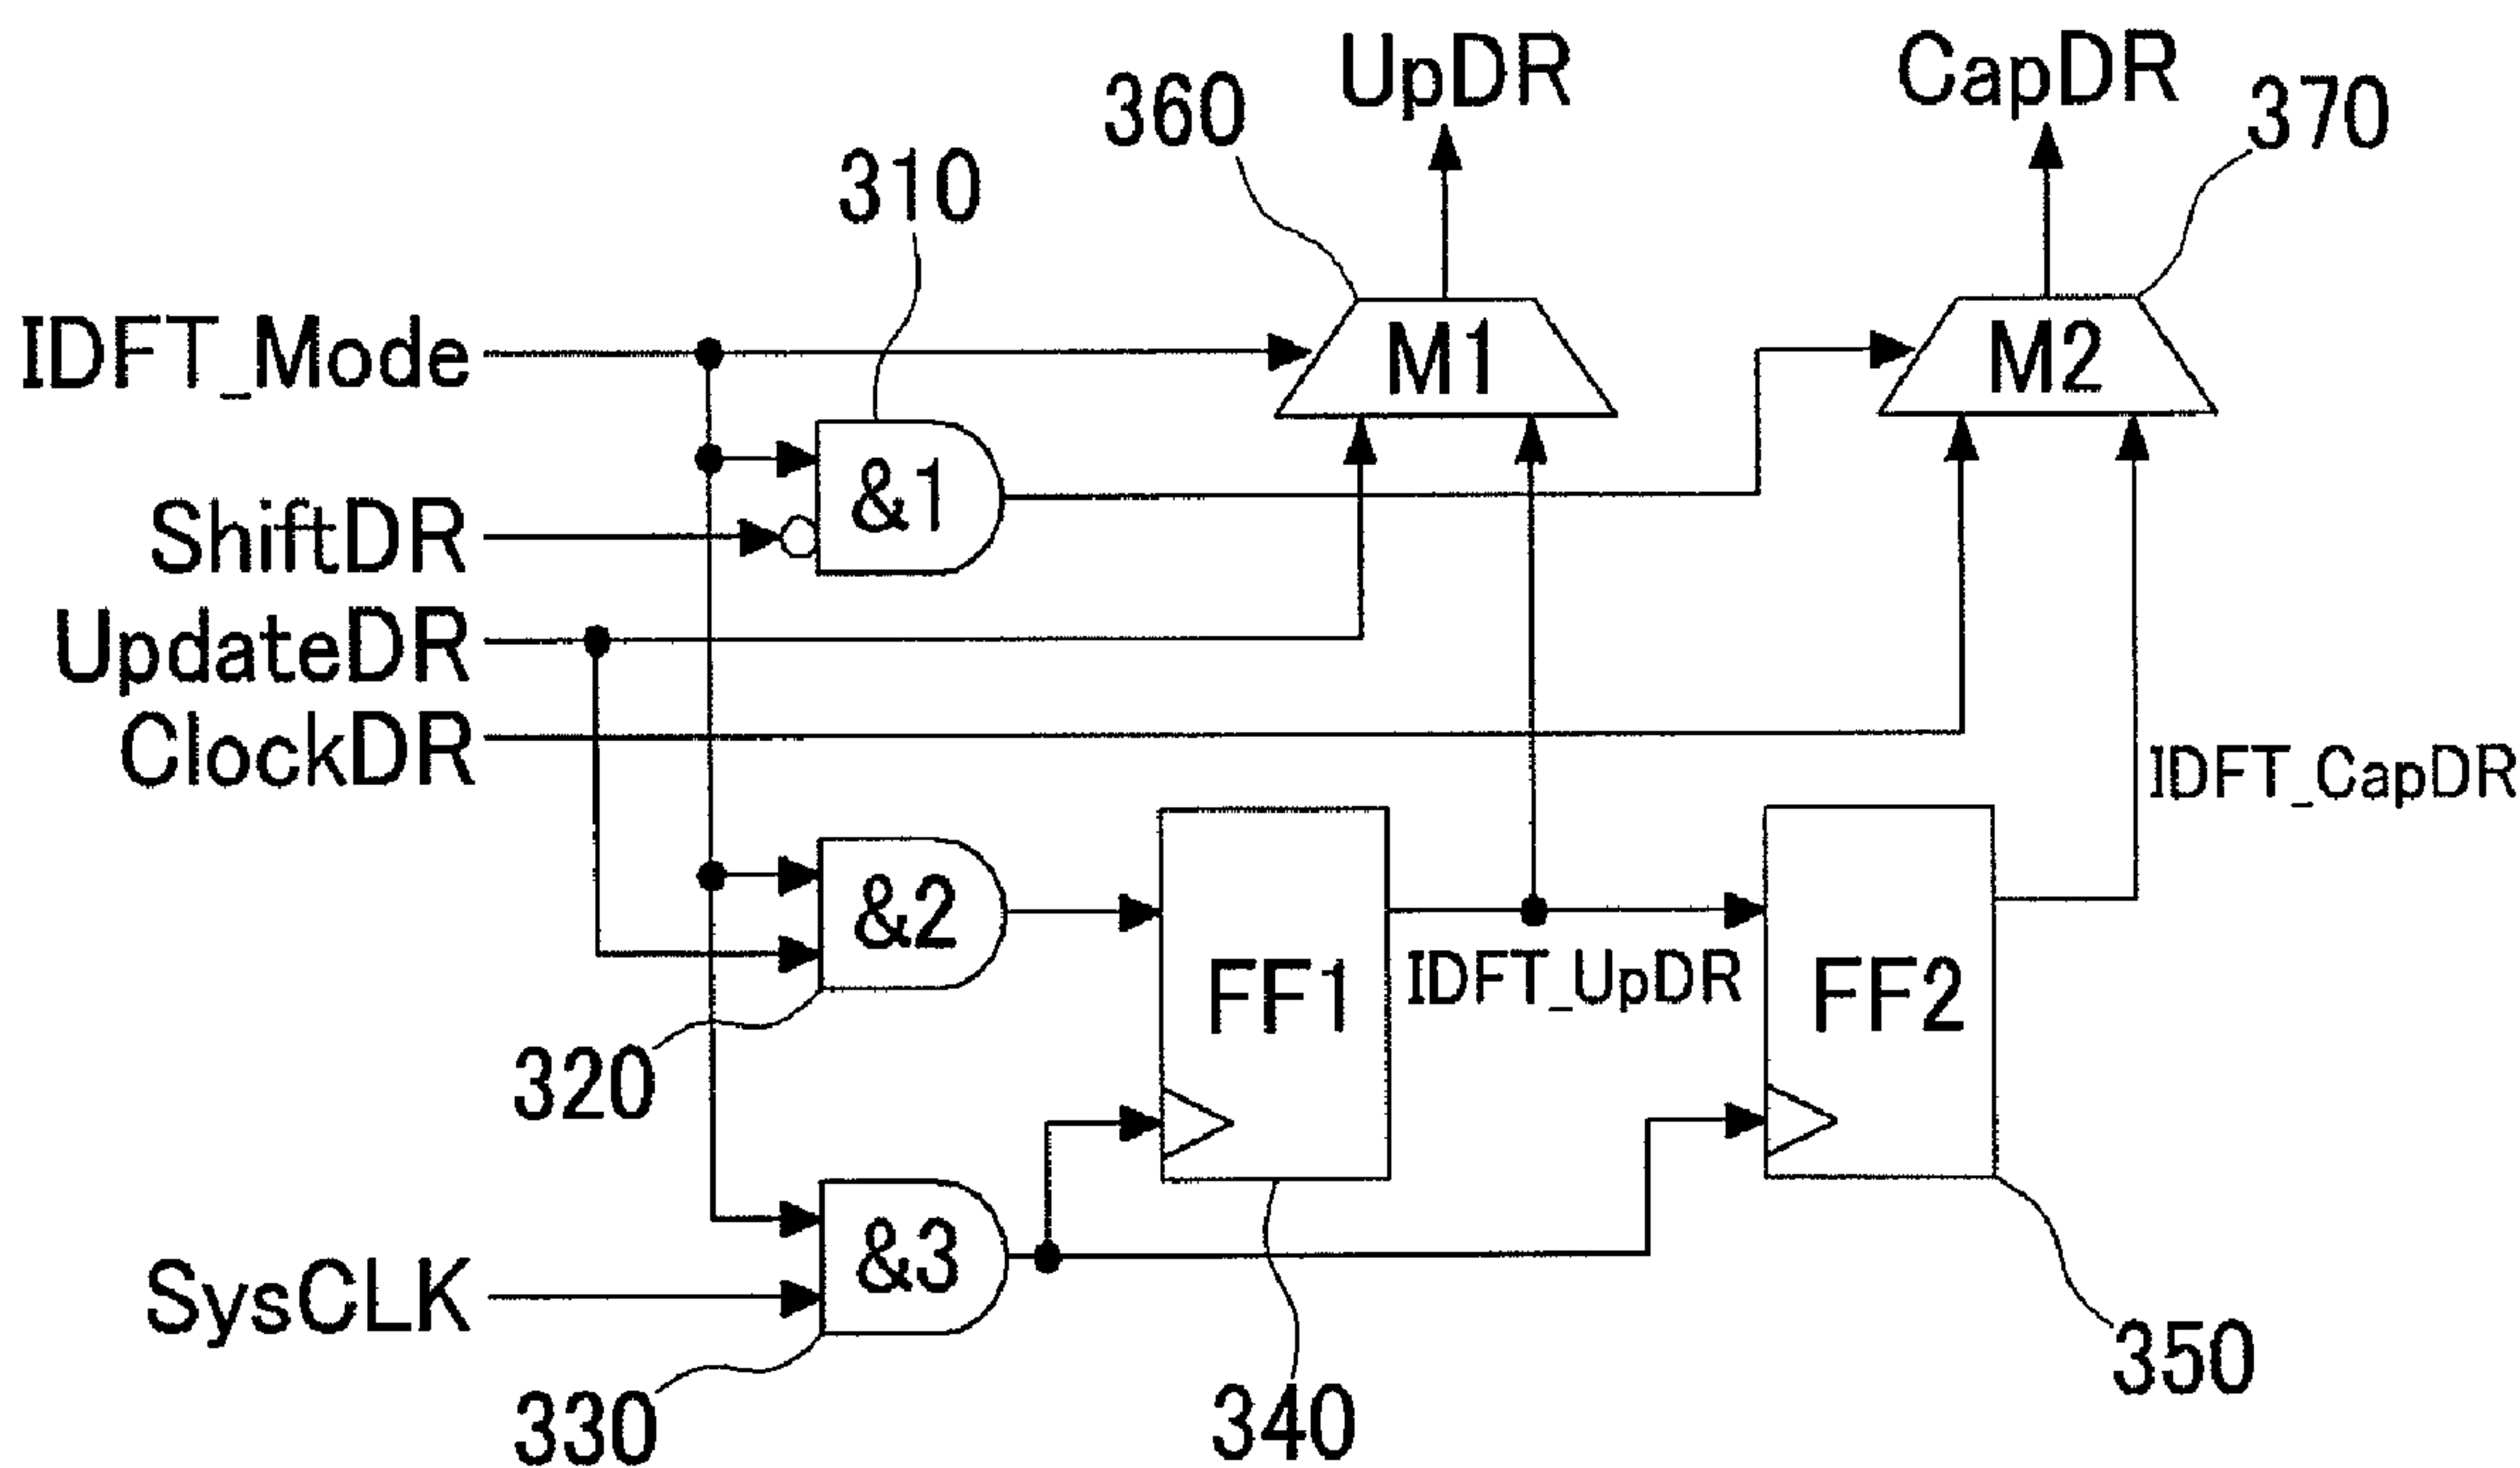 UpDR
CapDR
360
370
310
IDFT_Mode
M1
M2
&1
ShiftDR
UpdateDR
ClockDR
IDFT_CapDR
&2
FF1
IDFT_UpDR
FF2
320
&3
SysCLK
330
340
350